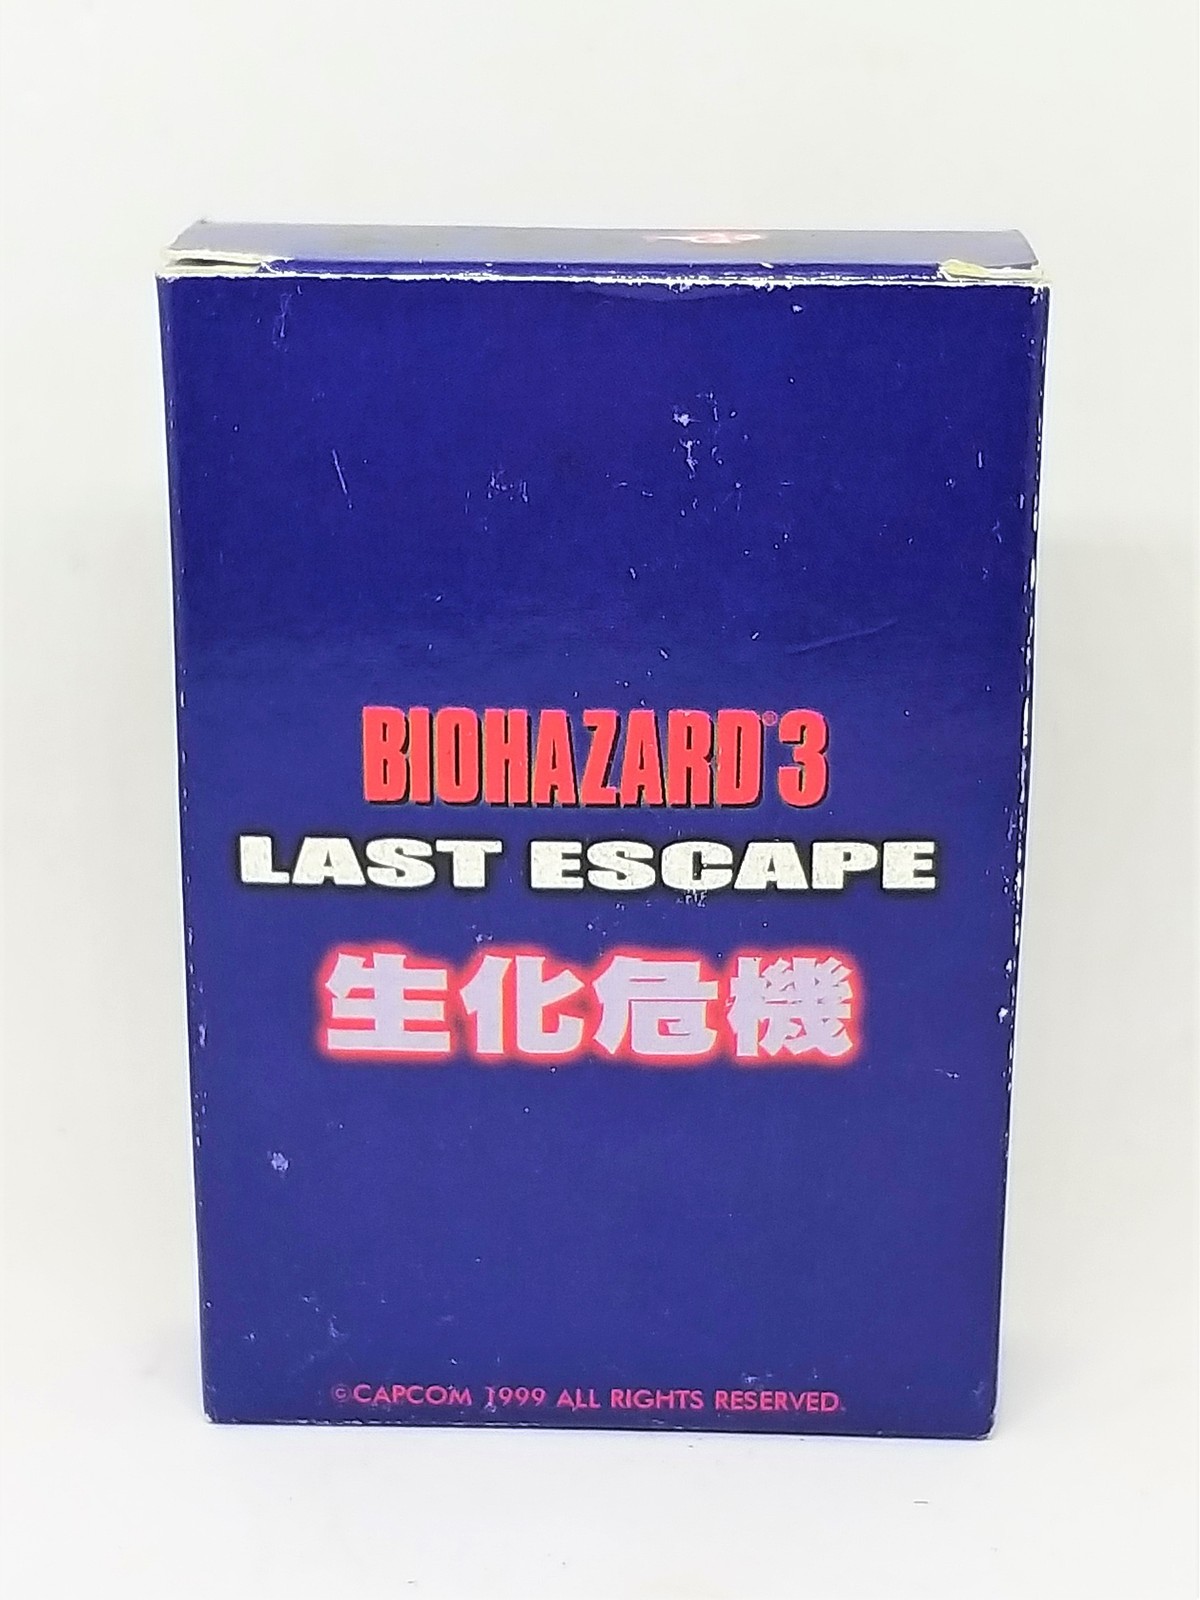 BIOHAZARD®3
LAST ESCAPE
生化危機
©CAPCOM 1999 ALL RIGHTS RESERVED.